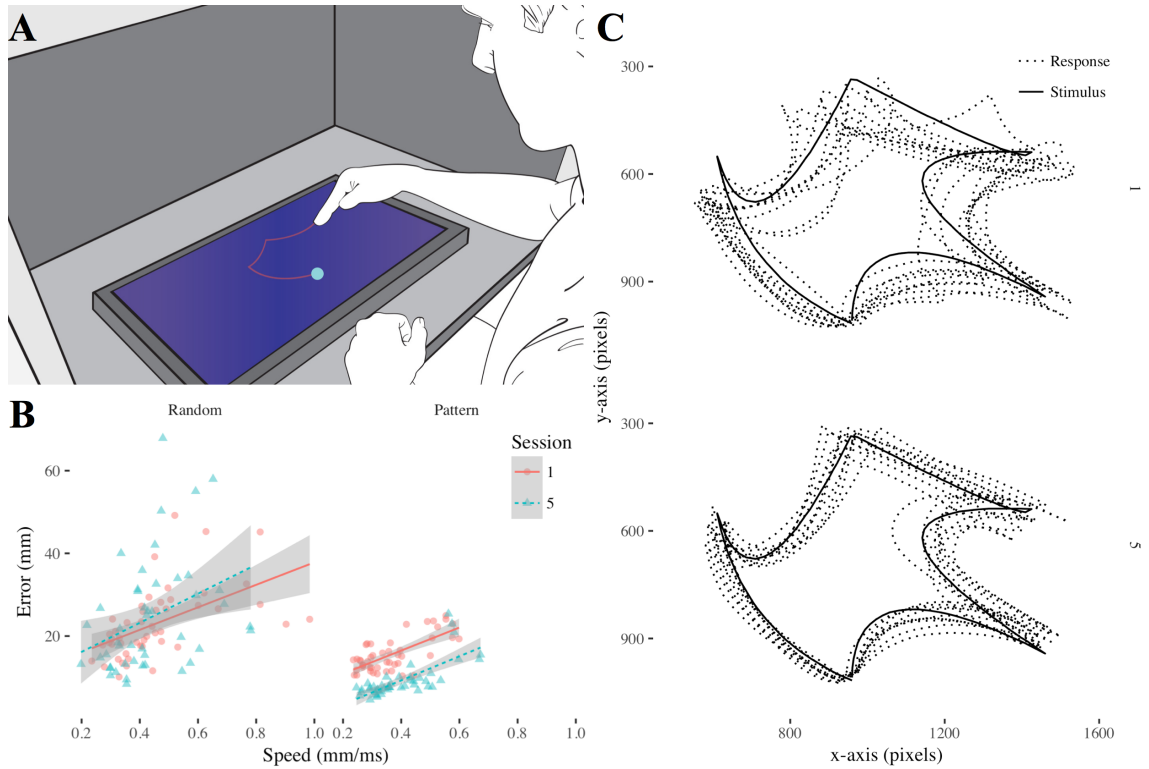 A
B
Random
Pattern
Session
1
5
60
40
20
Error (mm)
0.2
0.4
0.6
0.8
1.0
0.2
0.4
0.6
0.8
1.0
Speed (mm/ms)
C
Response
Stimulus
300
600
900
1
y-axis (pixels)
300
600
900
5
800
1200
1600
x-axis (pixels)